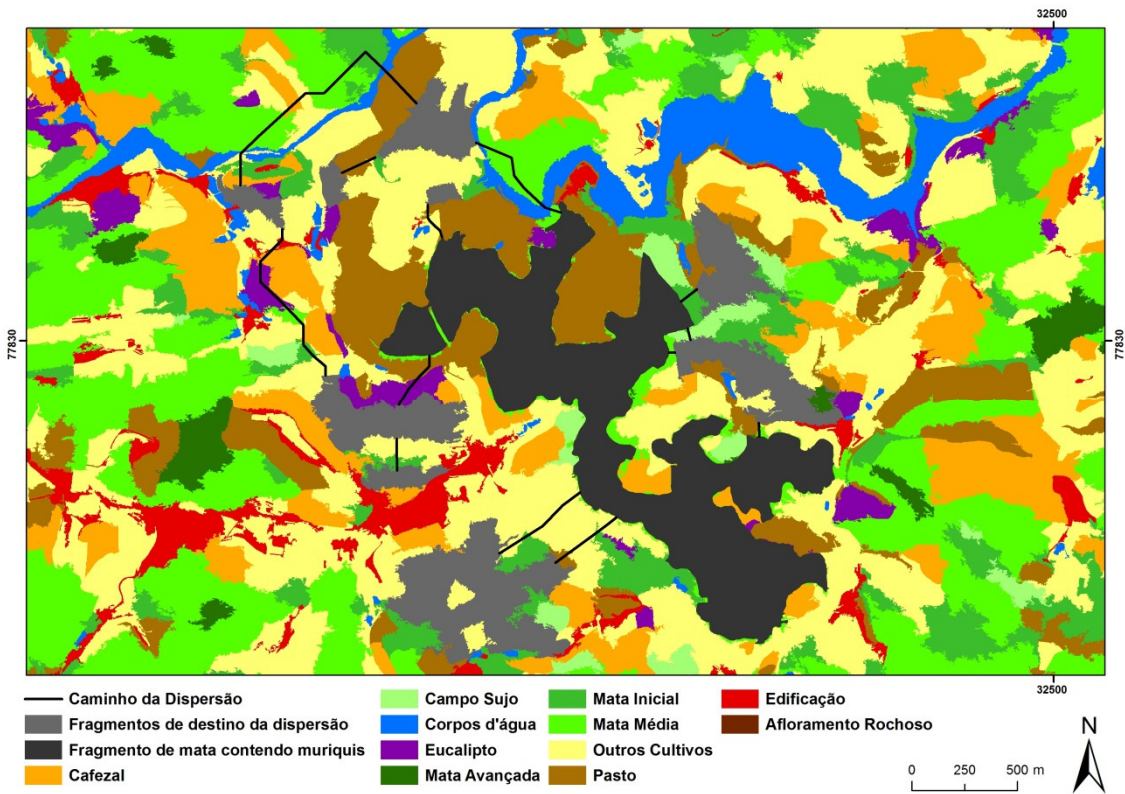 32500
77830
77830
32500
Caminho da Dispersão
Fragmentos de destino da dispersão
Fragmento de mata contendo muriquis
Cafezal
Campo Sujo
Corpos d'água
Eucalipto
Mata Avançada
Mata Inicial
Mata Média
Outros Cultivos
Pasto
Edificação
Afloramento Rochoso
N
0 250 500 m